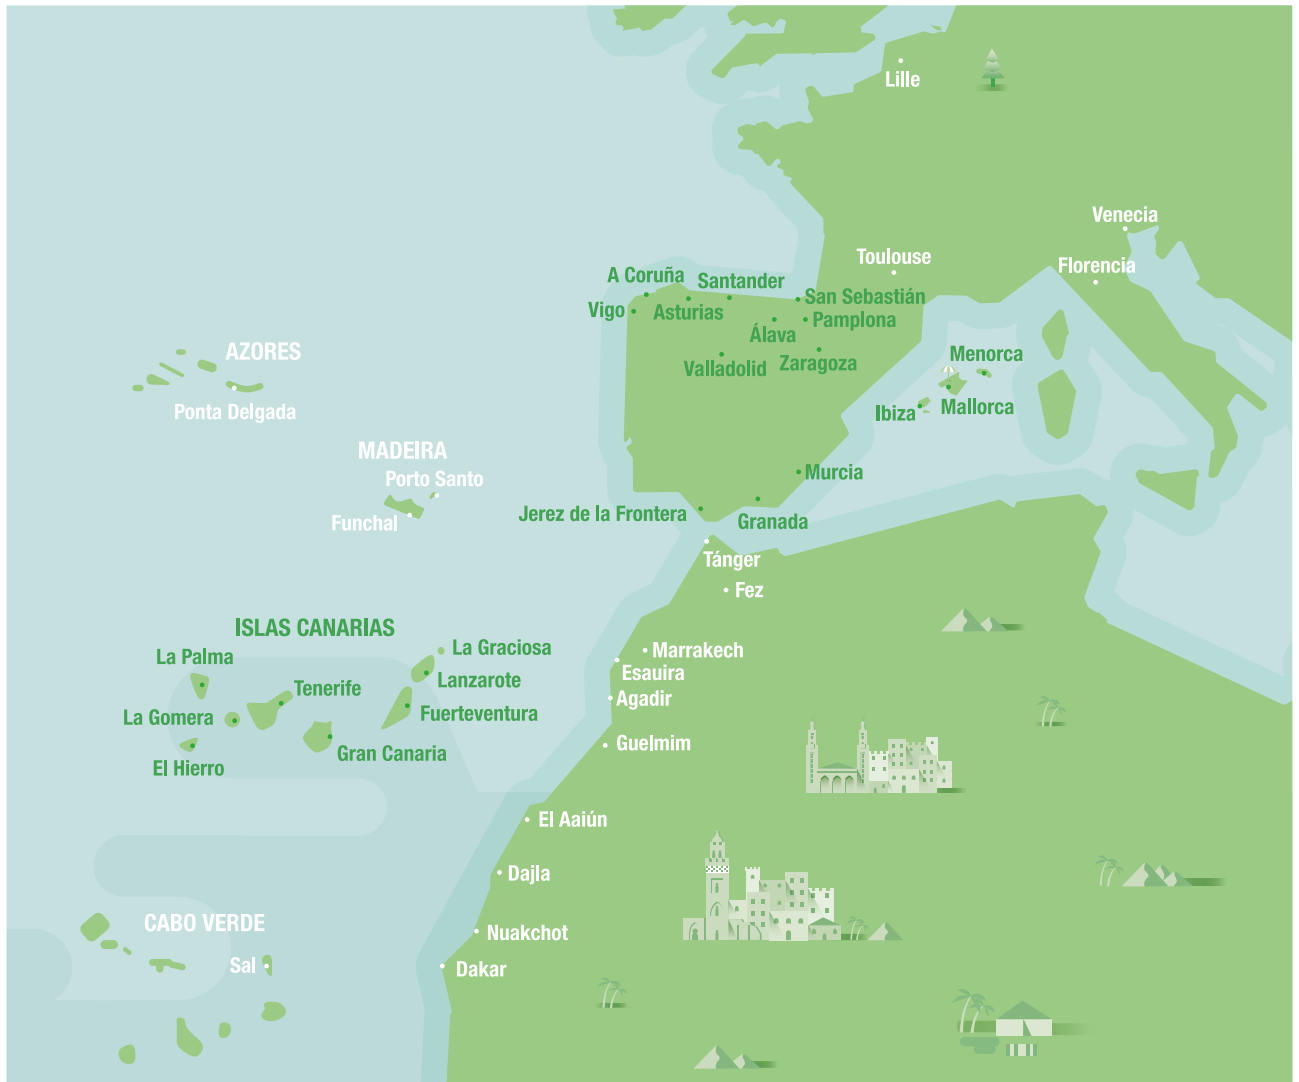 Lille
Venecia
Toulouse
Florencia
A Coruña
Santander
San Sebastián
Vigo
Asturias
Pamplona
Álava
Valladolid
Zaragoza
AZORES
Menorca
Ponta Delgada
Ibiza
Mallorca
MADEIRA
Porto Santo
Murcia
Funchal
Jerez de la Frontera
Granada
Tánger
Fez
ISLAS CANARIAS
La Palma
La Graciosa
Marrakech
Esauira
Lanzarote
Tenerife
Agadir
La Gomera
Fuerteventura
Guelmim
Gran Canaria
El Hierro
El Aaiún
Dajla
CABO VERDE
Nuakchot
Sal
Dakar